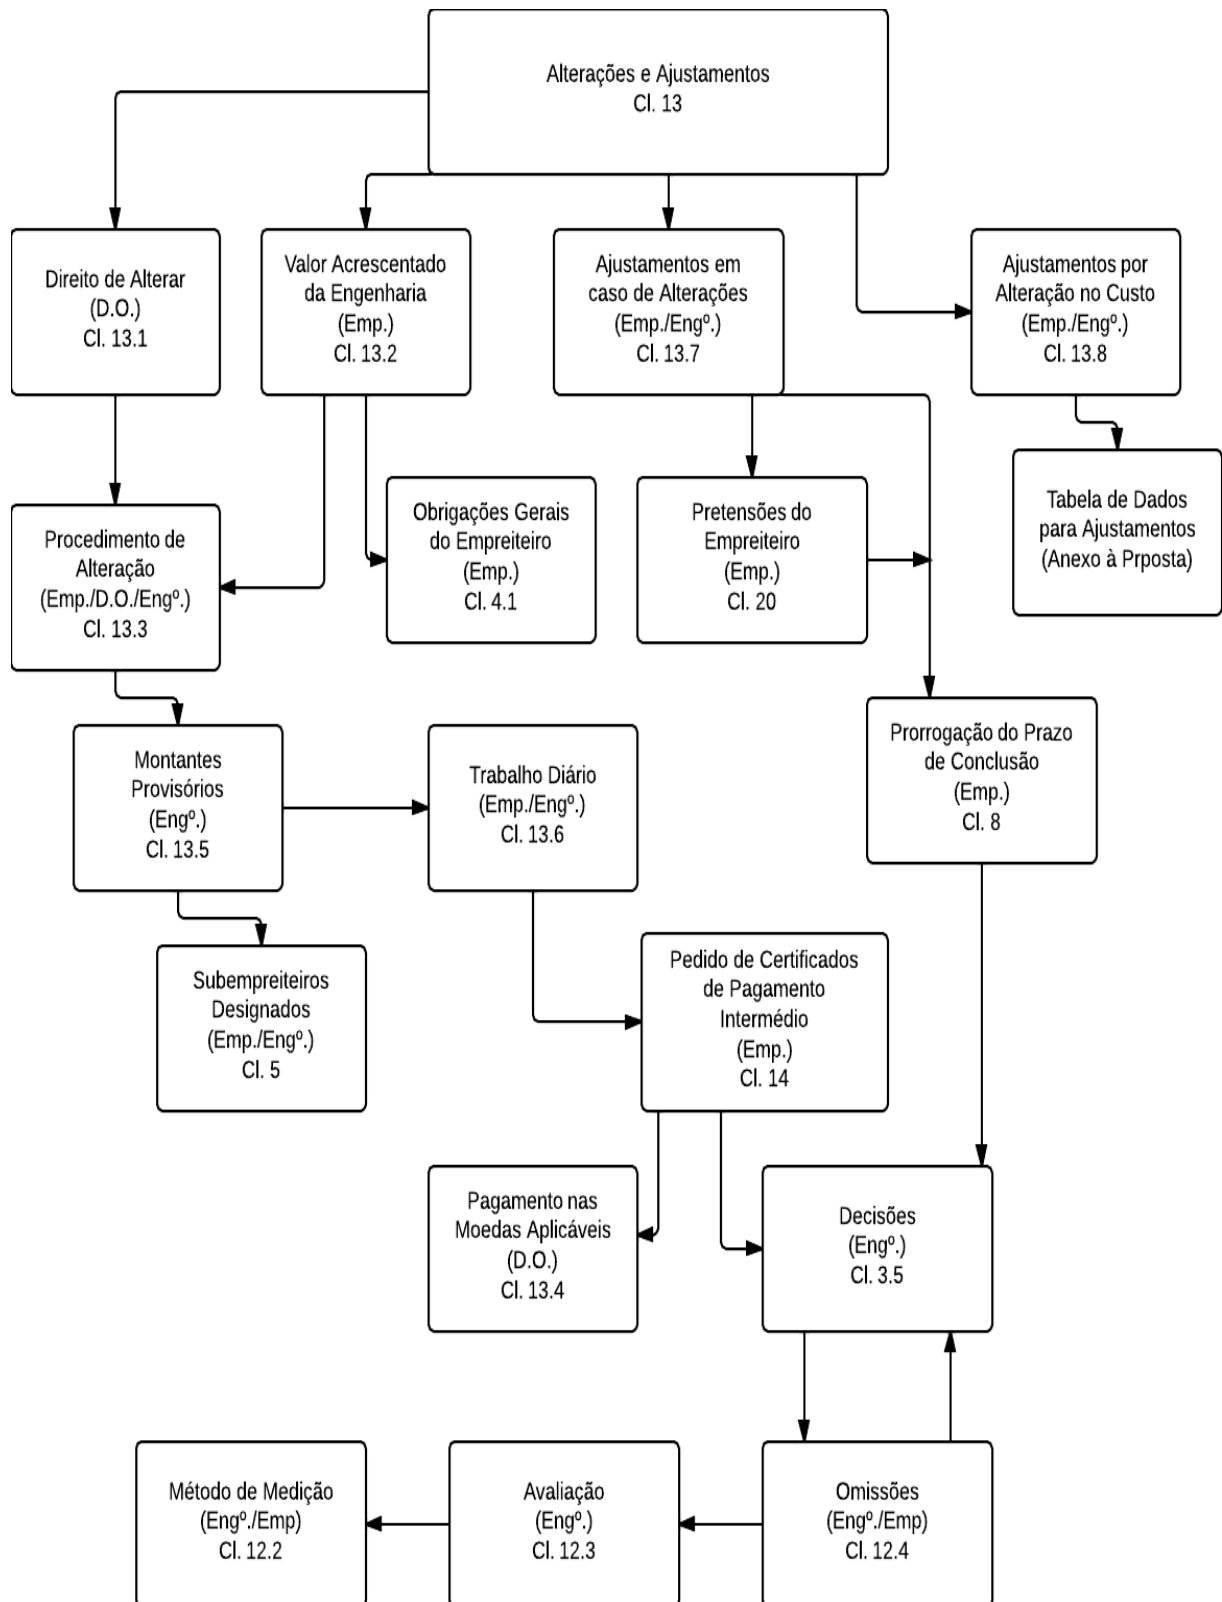 Alterações e Ajustamentos
Cl. 13
Direito de Alterar
(D.O.)
Cl. 13.1
Valor Acrescentado
da Engenharia
(Emp.)
Cl. 13.2
Ajustamentos em
caso de Alterações
(Emp./Engº.)
Cl. 13.7
Ajustamentos por
Alteração no Custo
(Emp./Engº.)
Cl. 13.8
Procedimento de
Alteração
(Emp./D.O./Engº.)
Cl. 13.3
Obrigações Gerais
do Empreiteiro
(Emp.)
Cl. 4.1
Pretensões do
Empreiteiro
(Emp.)
Cl. 20
Tabela de Dados
para Ajustamentos
(Anexo à Prposta)
Montantes
Provisórios
(Engº.)
Cl. 13.5
Trabalho Diário
(Emp./Engº.)
Cl. 13.6
Prorrogação do Prazo
de Conclusão
(Emp.)
Cl. 8
Subempreiteiros
Designados
(Emp./Engº.)
Cl. 5
Pedido de Certificados
de Pagamento
Intermédio
(Emp.)
Cl. 14
Pagamento nas
Moedas Aplicáveis
(D.O.)
Cl. 13.4
Decisões
(Engº.)
Cl. 3.5
Método de Medição
(Engº./Emp)
Cl. 12.2
Avaliação
(Engº.)
Cl. 12.3
Omissões
(Engº./Emp)
Cl. 12.4